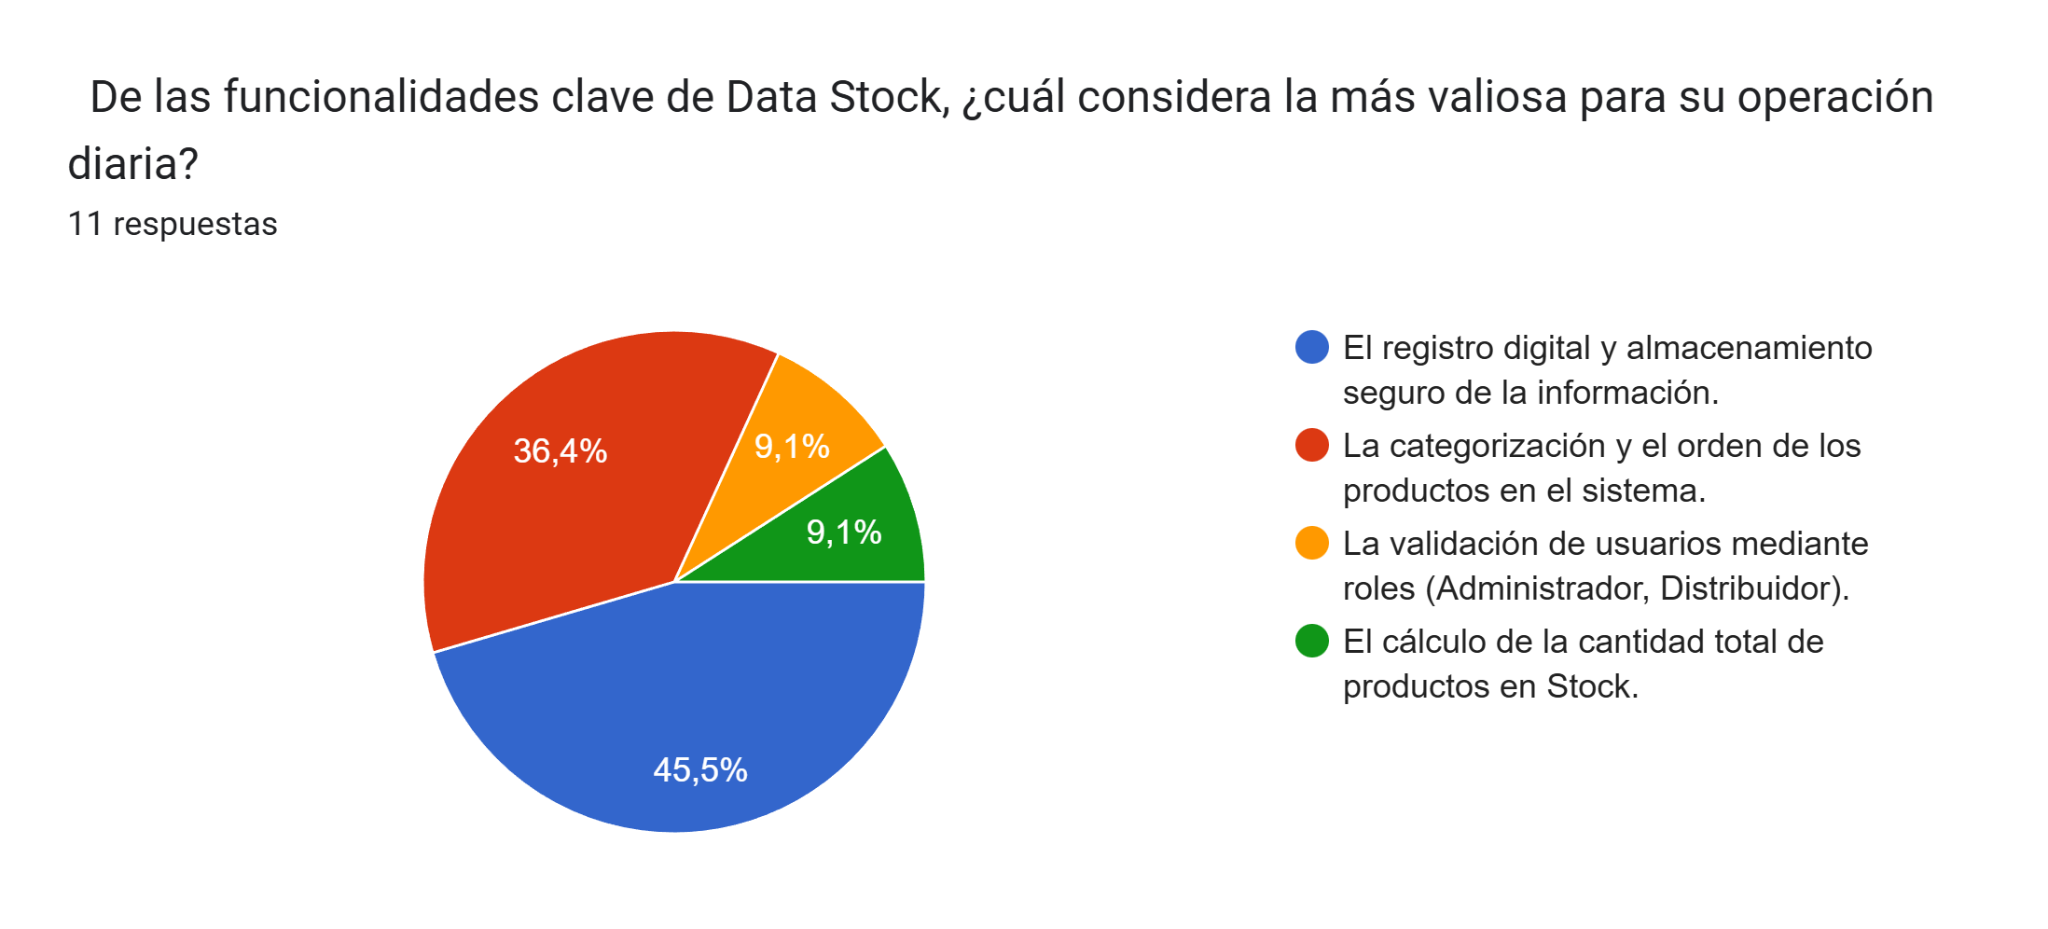 De las funcionalidades clave de Data Stock, ¿cuál considera la más valiosa para su operación
diaria?
11 respuestas
36,4%
9,1%
9,1%
45,5%
El registro digital y almacenamiento
seguro de la información.
La categorización y el orden de los
productos en el sistema.
La validación de usuarios mediante
roles (Administrador, Distribuidor).
El cálculo de la cantidad total de
productos en Stock.